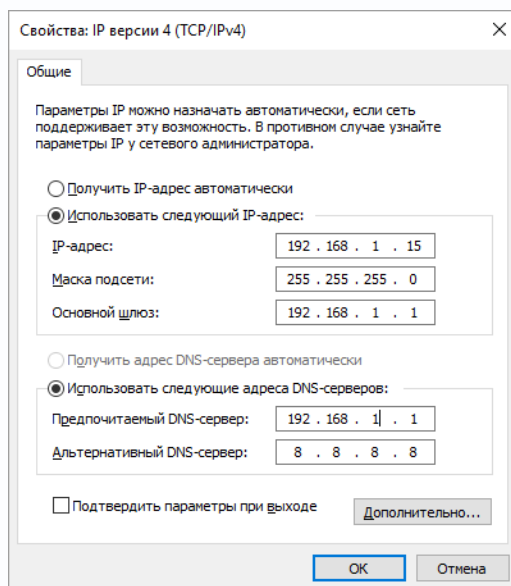 Свойства: IP версии 4 (TCP/IPv4)
Общие
Параметры IP можно назначать автоматически, если сеть
поддерживает эту возможность. В противном случае узнайте
параметры IP у сетевого администратора.
Получить IP-адрес автоматически
Использовать следующий IP-адрес:
IP-адрес: 192 . 168 . 1 . 15
Маска подсети: 255 . 255 . 255 . 0
Основной шлюз: 192 . 168 . 1 . 1
Получить адрес DNS-сервера автоматически
Использовать следующие адреса DNS-серверов:
Предпочитаемый DNS-сервер: 192 . 168 . 1 . 1
Альтернативный DNS-сервер: 8 . 8 . 8 . 8
Подтвердить параметры при выходе
Дополнительно...
ОК Отмена